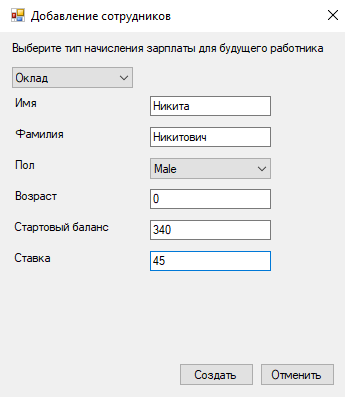 Добавление сотрудников
Выберите тип начисления зарплаты для будущего работника
Оклад
Имя Никита
Фамилия Никитович
Пол Male
Возраст 0
Стартовый баланс 340
Ставка 45
Создать Отменить